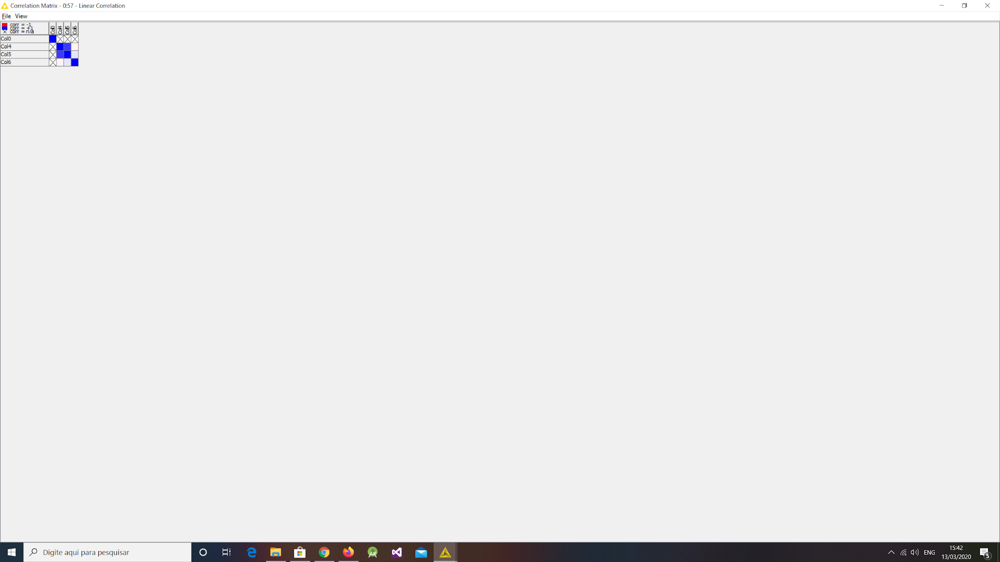 Correlation Matrix - 0:57 - Linear Correlation
File View
corr = -1
corr = +1
corr = n/a
Col0 Col4 Col5 Col6
Col0
Col4
Col5
Col6
Digite aqui para pesquisar
ENG
15:42
13/03/2020
5